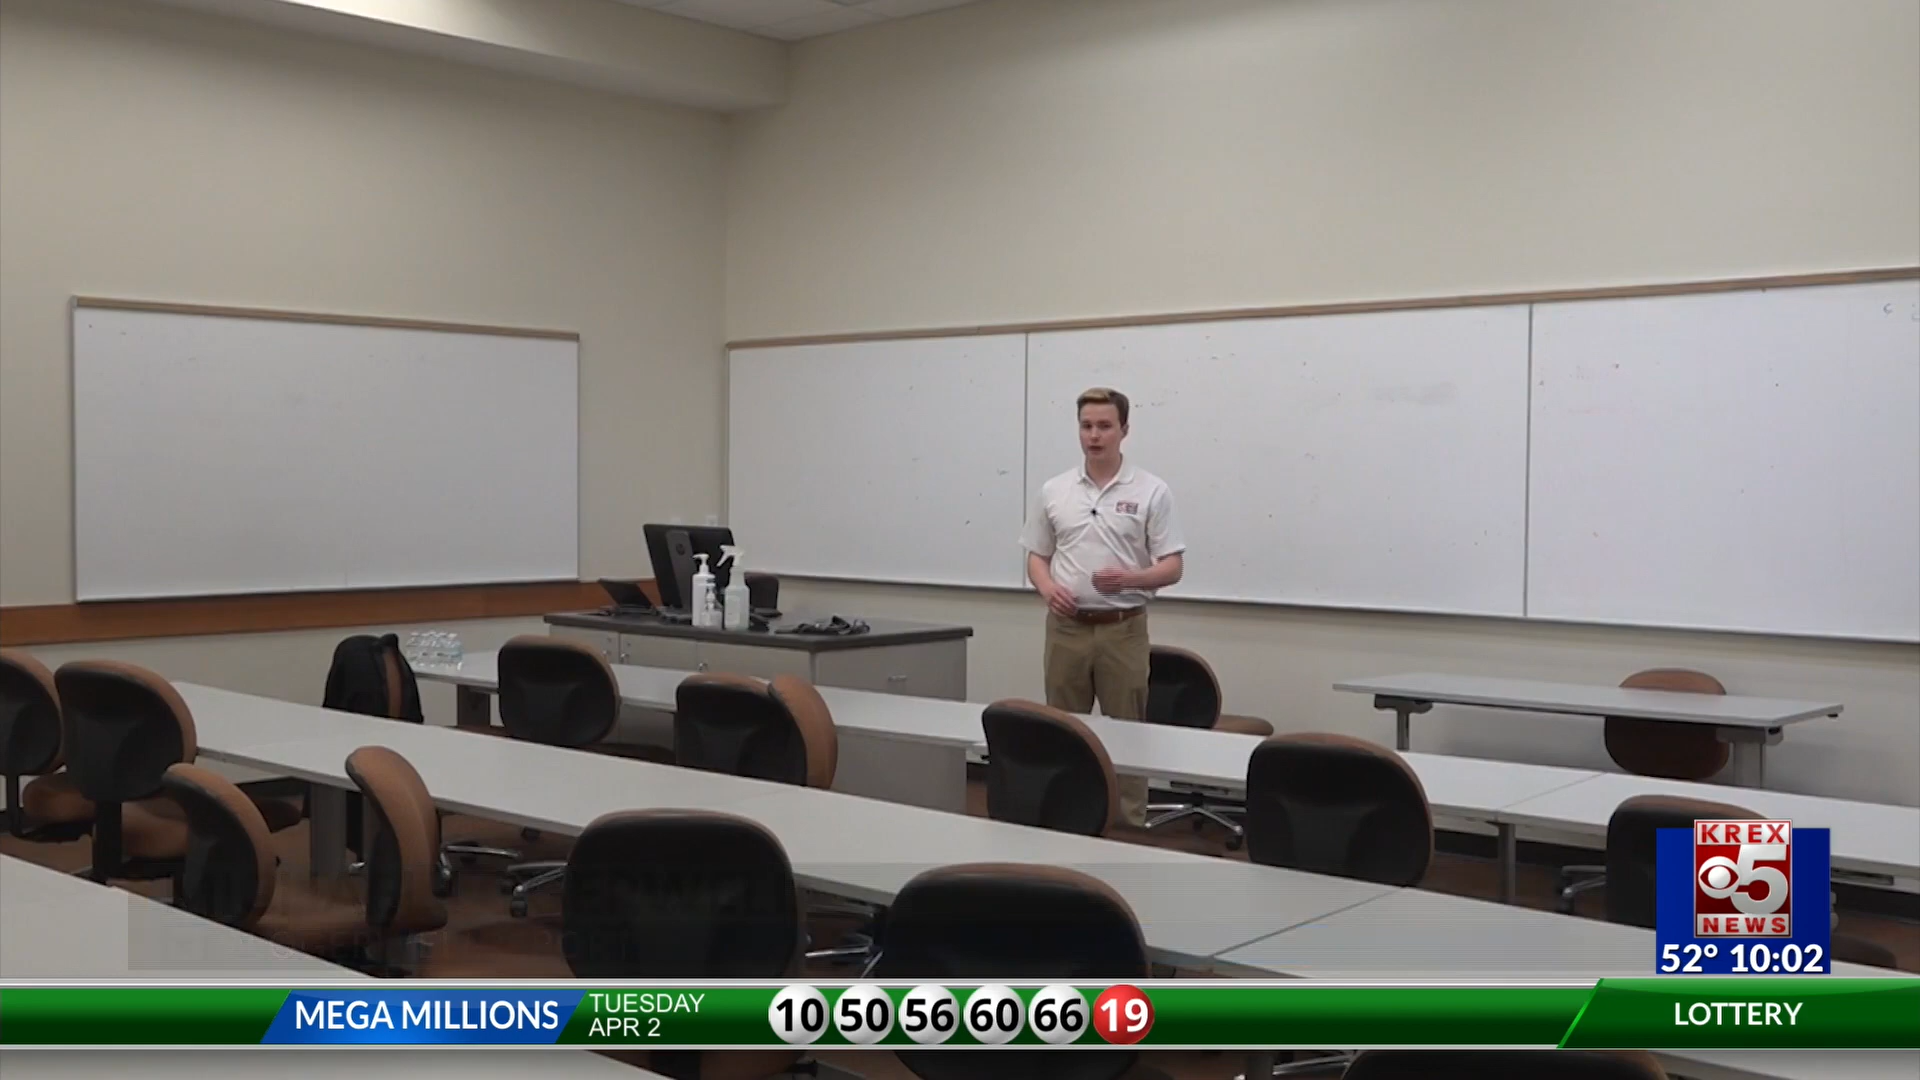 KREX
5
NEWS
52° 10:02
MEGA MILLIONS
TUESDAY
APR 2
10 50 56 60 66 19
LOTTERY